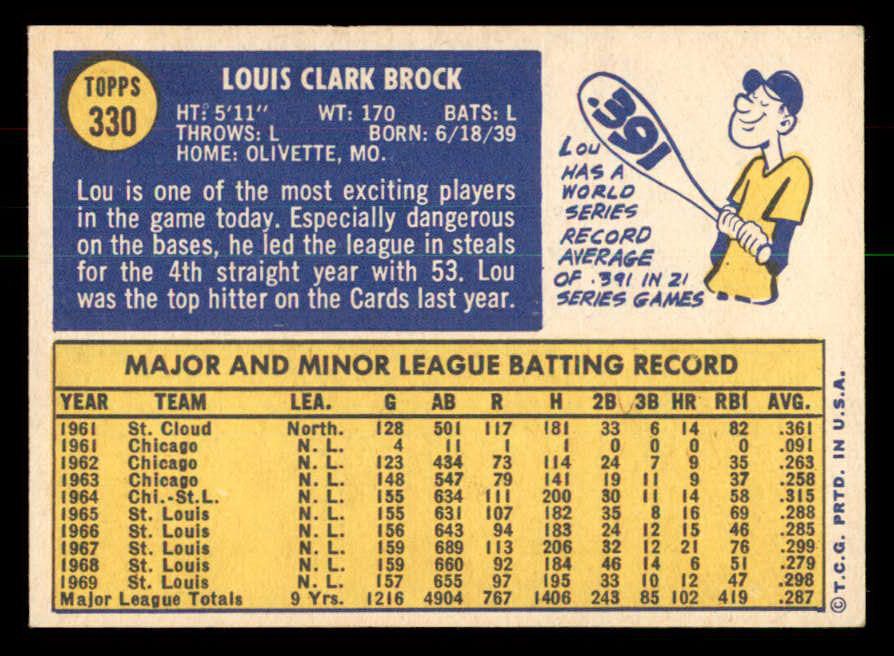 TOPPS
330
LOUIS CLARK BROCK
HT: 5'11" WT: 170 BATS: L
THROWS: L BORN: 6/18/39
HOME: OLIVETTE, MO.
Lou is one of the most exciting players
in the game today. Especially dangerous
on the bases, he led the league in steals
for the 4th straight year with 53. Lou
was the top hitter on the Cards last year.
.391
LOU
HAS A
WORLD
SERIES
RECORD
AVERAGE
OF .391 IN 21
SERIES GAMES
MAJOR AND MINOR LEAGUE BATTING RECORD
YEAR TEAM LEA. G AB R H 2B 3B HR RBI AVG.
1961 St. Cloud North. 128 501 117 181 33 6 14 82 .361
1961 Chicago N. L. 4 11 1 1 0 0 0 0 .091
1962 Chicago N. L. 123 434 73 114 24 7 9 35 .263
1963 Chicago N. L. 148 547 79 141 19 11 9 37 .258
1964 Chi.-St.L. N. L. 155 634 111 200 30 11 14 58 .315
1965 St. Louis N. L. 155 631 107 182 35 8 16 69 .288
1966 St. Louis N. L. 156 643 94 183 24 12 15 46 .285
1967 St. Louis N. L. 159 689 113 206 32 12 21 76 .299
1968 St. Louis N. L. 159 660 92 184 46 14 6 51 .279
1969 St. Louis N. L. 157 655 97 195 33 10 12 47 .298
Major League Totals 9 Yrs. 1216 4904 767 1406 243 85 102 419 .287
©T.C.G. PRTD. IN U.S.A.